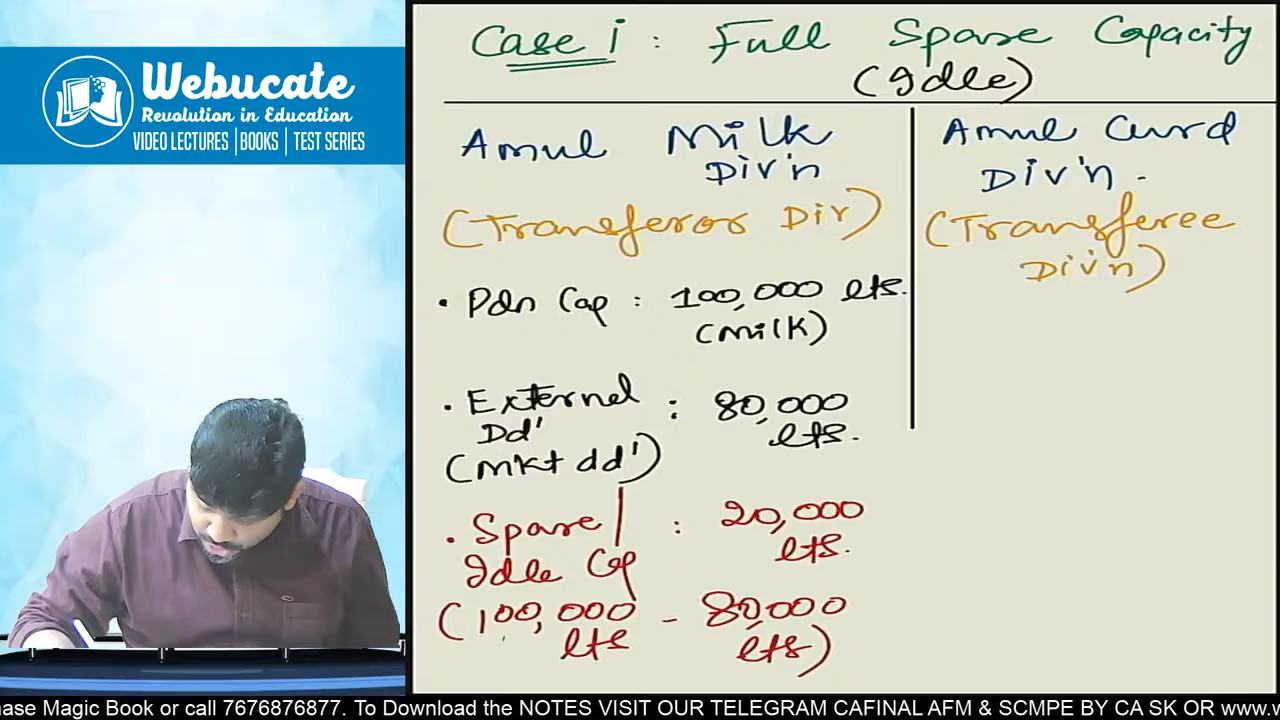 Webucate
Revolution in Education
VIDEO LECTURES | BOOKS | TEST SERIES
Case I : Full Spare Capacity
(Idle)
Amul Milk
Div'n
(Transferor Div)
• Pdn Cap : 100,000 lts.
(Milk)
• External : 80,000
Dd' lts.
(Mkt dd')
• Spare/ : 20,000
Idle Cap lts.
(100,000 - 80,000
lts lts)
Amul Curd
Div'n.
(Transferee
Div'n)
hase Magic Book or call 7676876877. To Download the NOTES VISIT OUR TELEGRAM CAFINAL AFM & SCMPE BY CA SK OR www.v